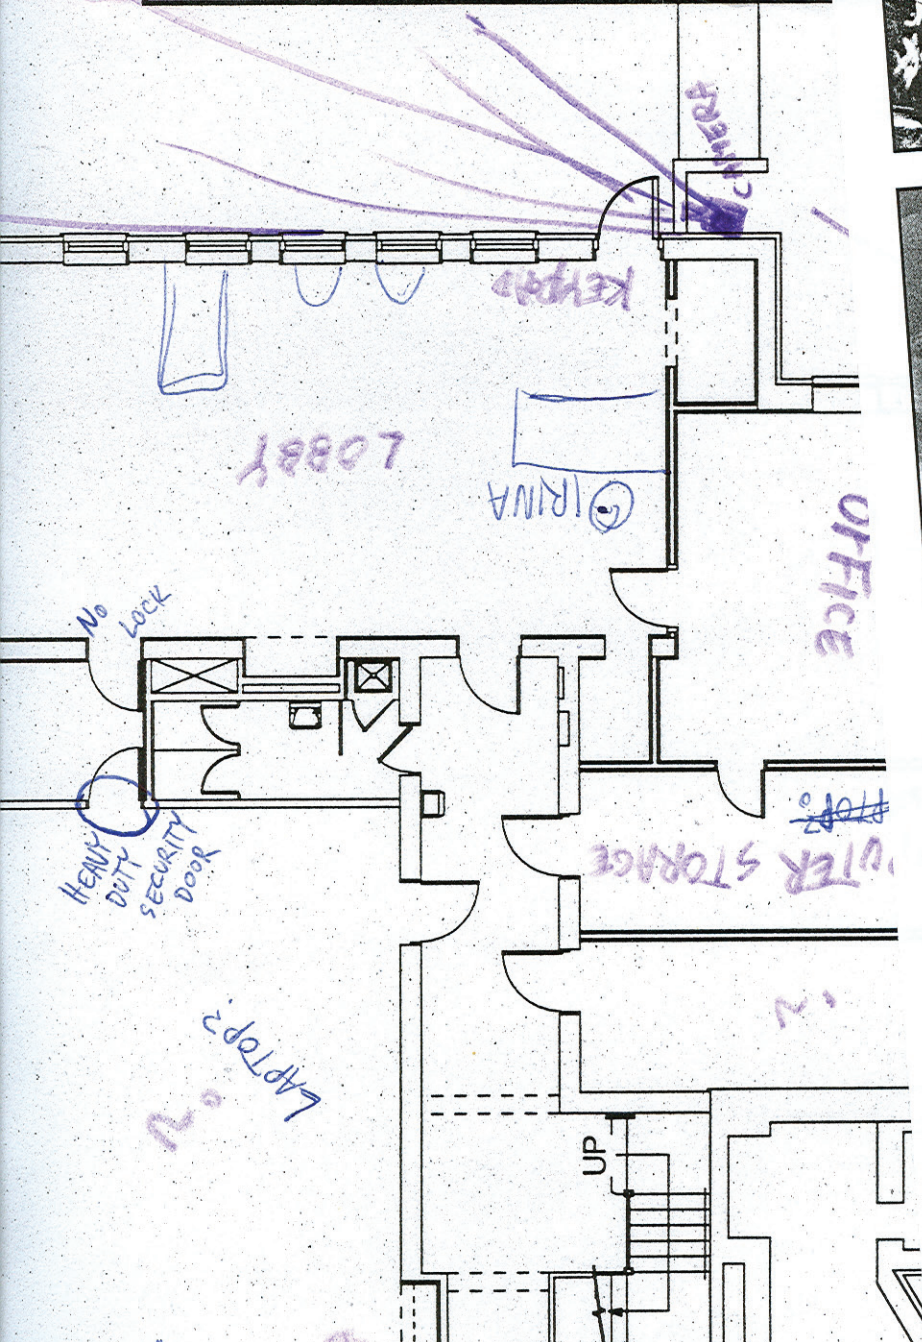 CAMERA
KEYPAD
LOBBY
IRINA
OFFICE
No
LOCK
HEAVY
DUTY
SECURITY
DOOR
UTER STORAGE
?
LAPTOP?
?
UP